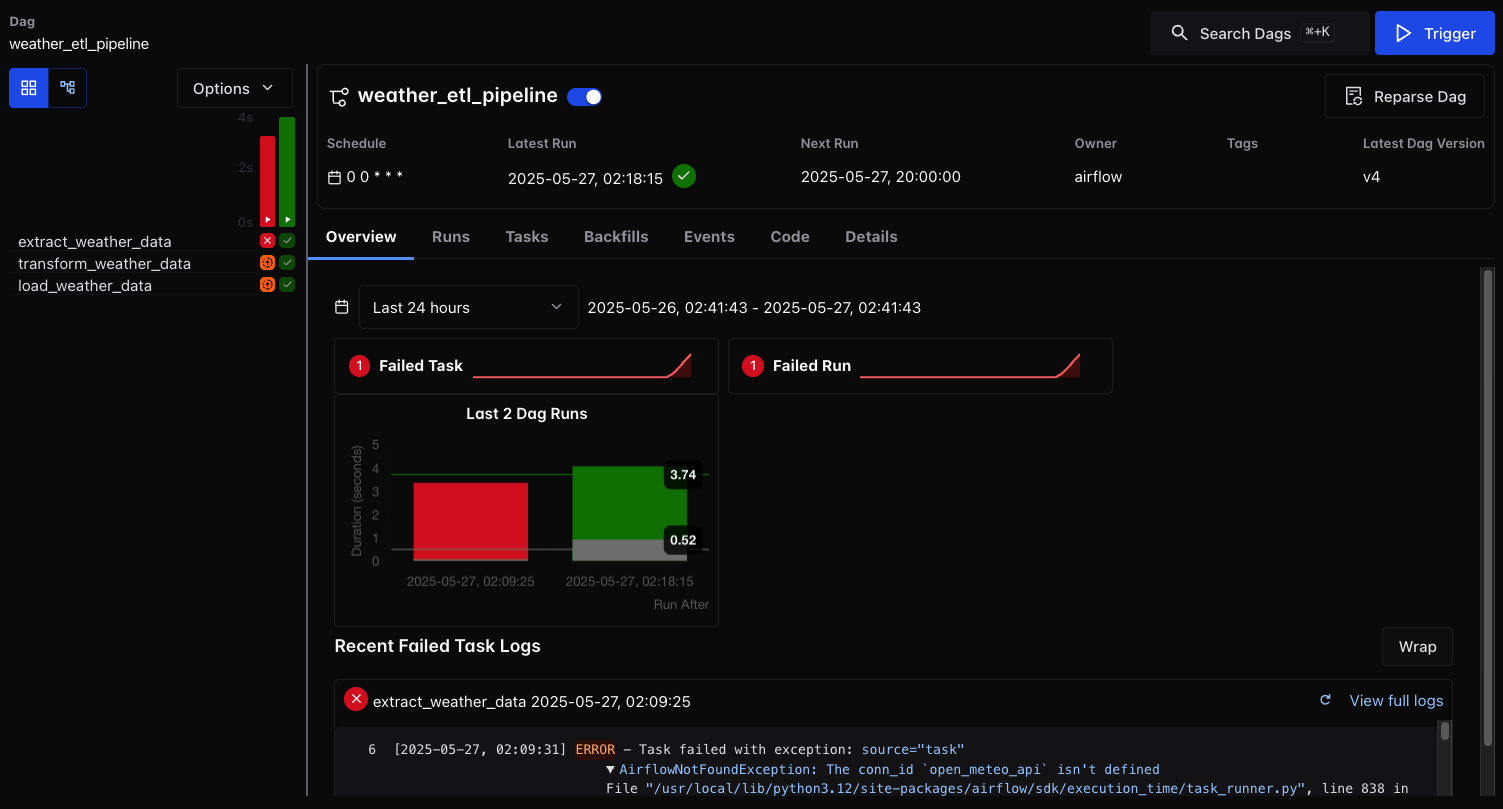 Dag
weather_etl_pipeline
Search Dags ⌘+K
Trigger
Options
4s
2s
0s
extract_weather_data
transform_weather_data
load_weather_data
weather_etl_pipeline
Reparse Dag
Schedule Latest Run Next Run Owner Tags Latest Dag Version
0 0 * * * 2025-05-27, 02:18:15 2025-05-27, 20:00:00 airflow v4
Overview Runs Tasks Backfills Events Code Details
Last 24 hours 2025-05-26, 02:41:43 - 2025-05-27, 02:41:43
1 Failed Task
1 Failed Run
Last 2 Dag Runs
Duration (seconds)
5
4
3
2
1
0
3.74
0.52
2025-05-27, 02:09:25 2025-05-27, 02:18:15
Run After
Recent Failed Task Logs
Wrap
extract_weather_data 2025-05-27, 02:09:25
View full logs
6 [2025-05-27, 02:09:31] ERROR - Task failed with exception: source="task"
▼ AirflowNotFoundException: The conn_id `open_meteo_api` isn't defined
File "/usr/local/lib/python3.12/site-packages/airflow/sdk/execution_time/task_runner.py", line 838 in